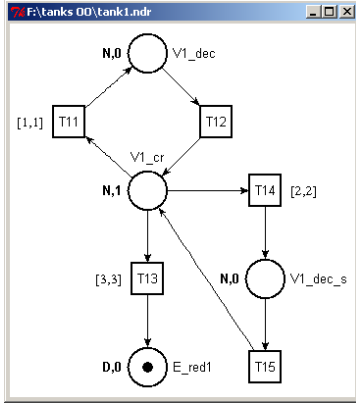 F:\tanks OO\tank1.ndr
N,0 V1_dec
[1,1] T11 T12
V1_cr
N,1 T14 [2,2]
[3,3] T13 N,0 V1_dec_s
D,0 E_red1 T15